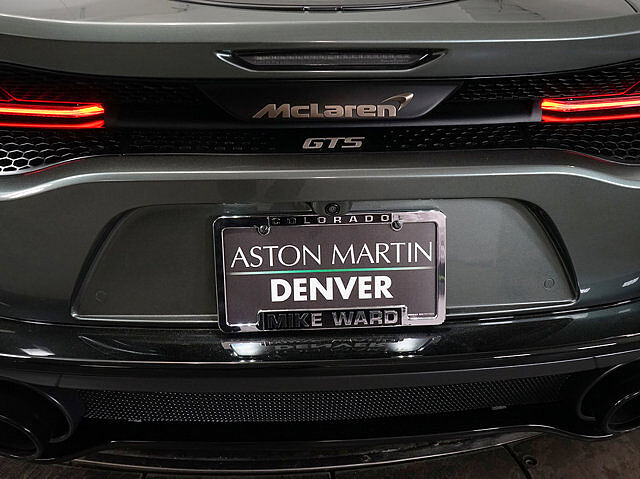 McLaren
GTS
COLORADO
ASTON MARTIN
DENVER
MIKE WARD